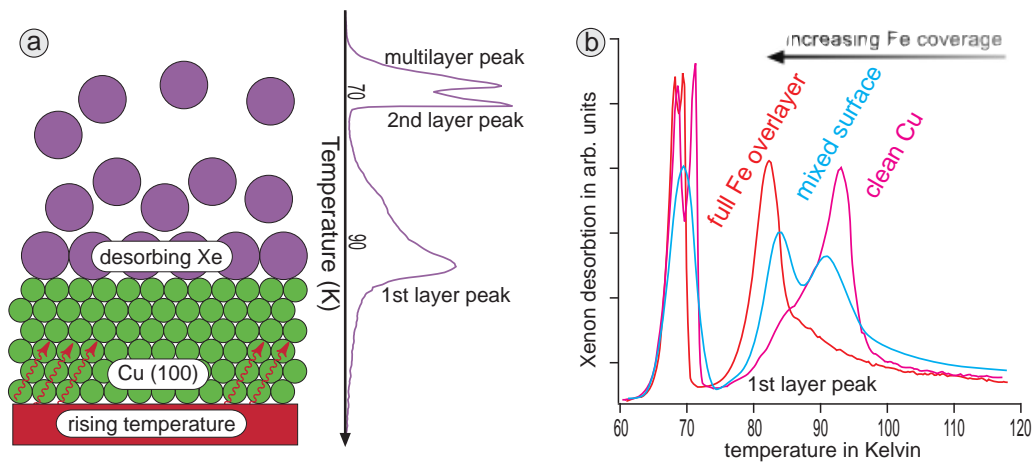 a
multilayer peak
70
2nd layer peak
Temperature (K)
90
1st layer peak
desorbing Xe
Cu (100)
rising temperature
b
increasing Fe coverage
Xenon desorbtion in arb. units
full Fe overlayer
mixed surface
clean Cu
1st layer peak
60 70 80 90 100 110 120
temperature in Kelvin